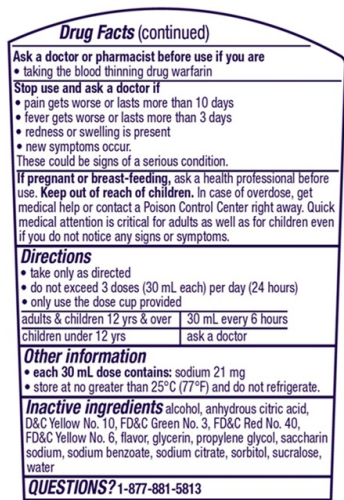 Drug Facts (continued)
Ask a doctor or pharmacist before use if you are
• taking the blood thinning drug warfarin
Stop use and ask a doctor if
• pain gets worse or lasts more than 10 days
• fever gets worse or lasts more than 3 days
• redness or swelling is present
• new symptoms occur.
These could be signs of a serious condition.
If pregnant or breast-feeding, ask a health professional before
use. Keep out of reach of children. In case of overdose, get
medical help or contact a Poison Control Center right away. Quick
medical attention is critical for adults as well as for children even
if you do not notice any signs or symptoms.
Directions
• take only as directed
• do not exceed 3 doses (30 mL each) per day (24 hours)
• only use the dose cup provided
adults & children 12 yrs & over 30 mL every 6 hours
children under 12 yrs ask a doctor
Other information
• each 30 mL dose contains: sodium 21 mg
• store at no greater than 25°C (77°F) and do not refrigerate.
Inactive ingredients alcohol, anhydrous citric acid,
D&C Yellow No. 10, FD&C Green No. 3, FD&C Red No. 40,
FD&C Yellow No. 6, flavor, glycerin, propylene glycol, saccharin
sodium, sodium benzoate, sodium citrate, sorbitol, sucralose,
water
QUESTIONS? 1-877-881-5813